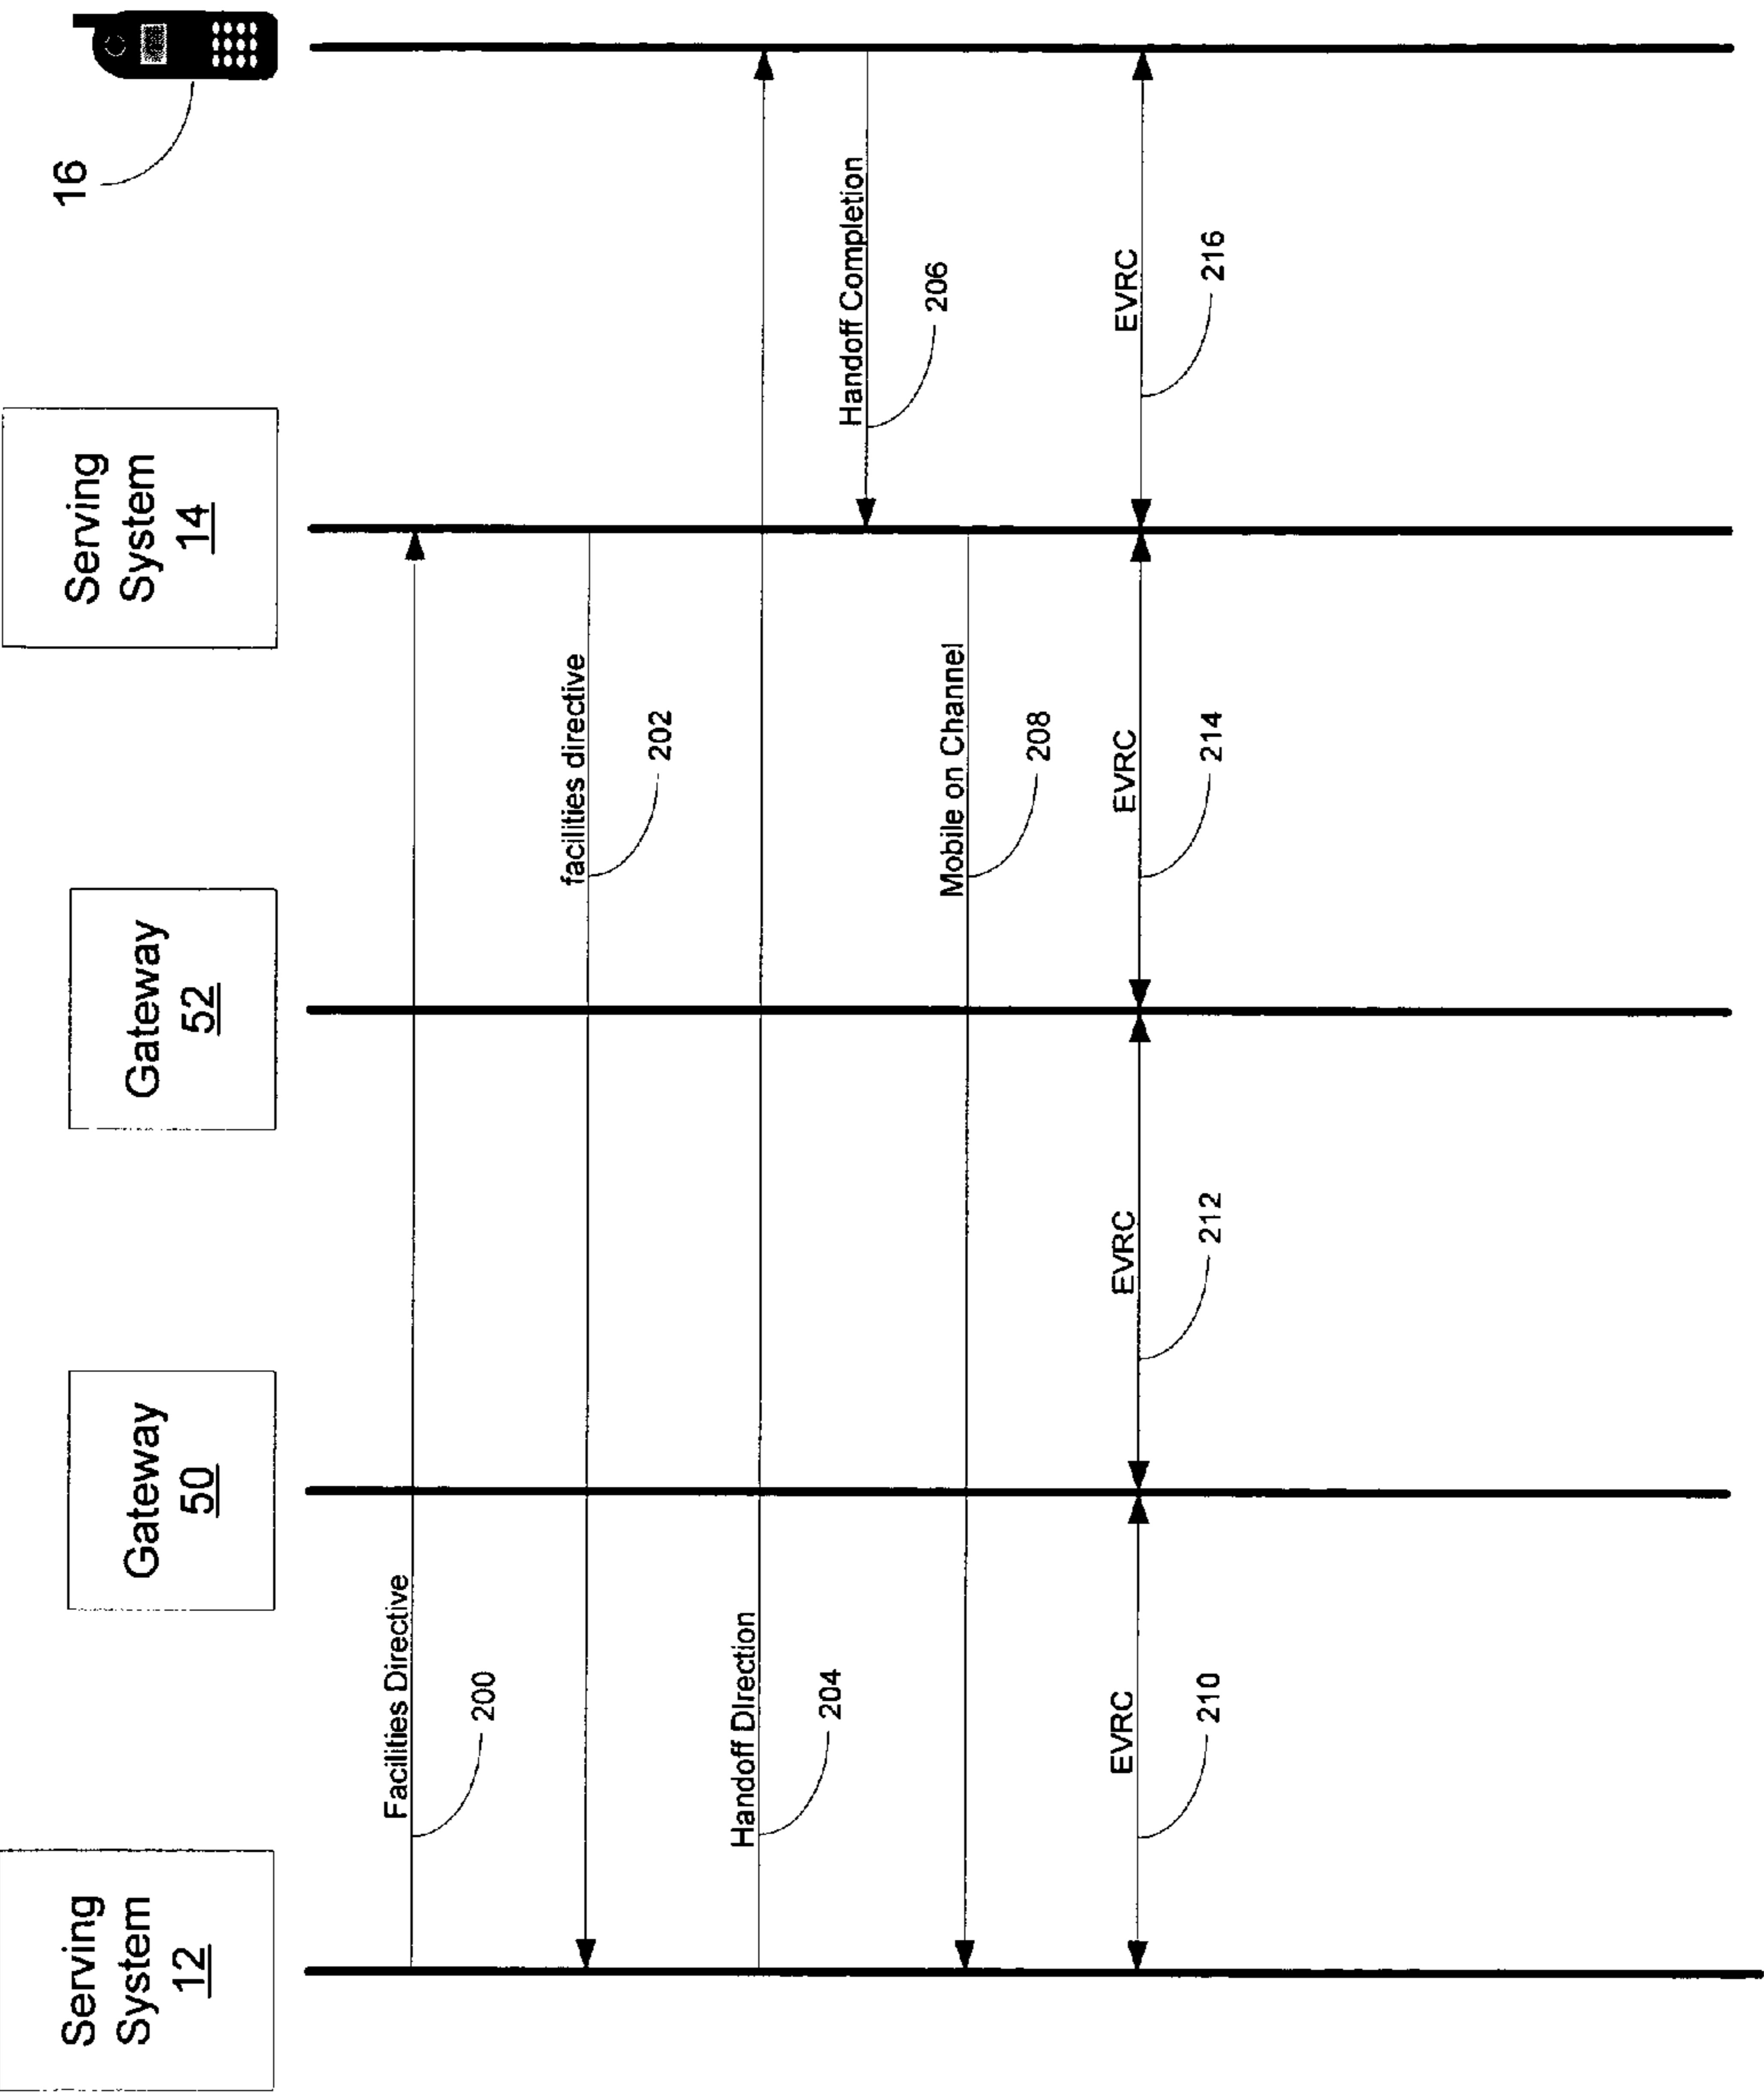 Serving
System
12
Gateway
50
Gateway
52
Serving
System
14
16
Facilities Directive
200
facilities directive
202
Handoff DIrection
204
Handoff Completion
206
Mobile on Channel
208
EVRC
210
EVRC
212
EVRC
214
EVRC
216